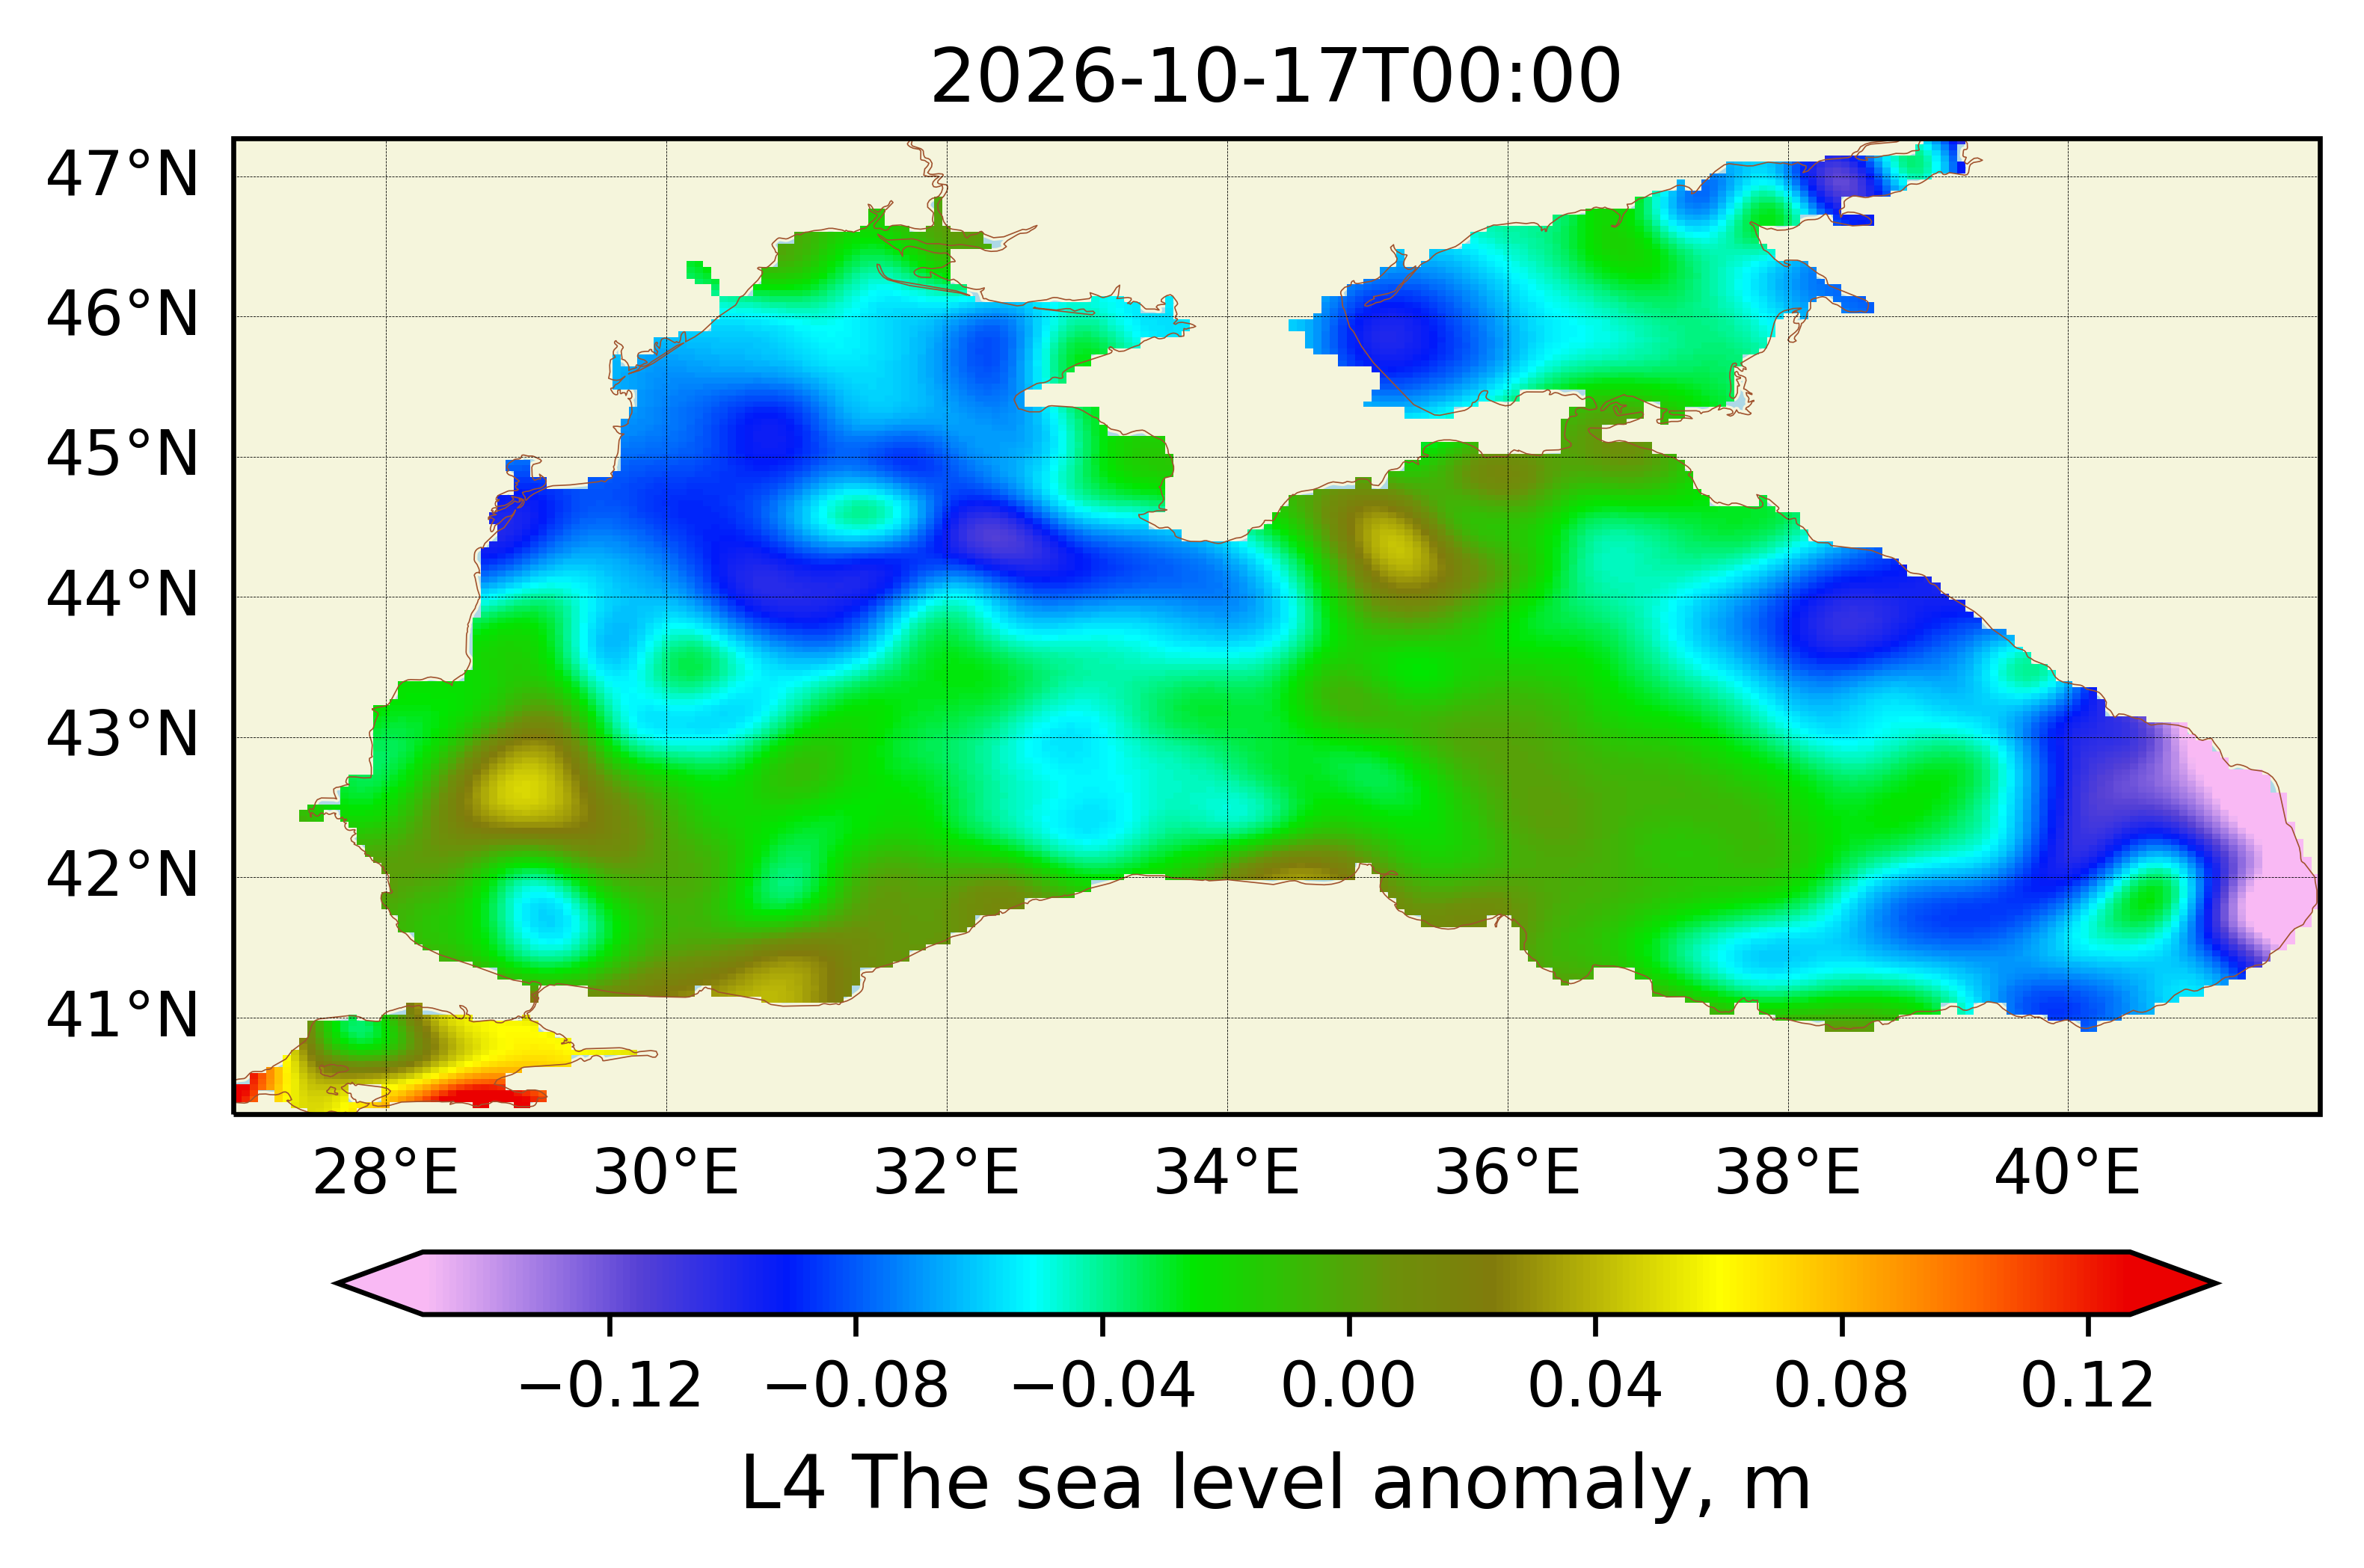 2026-10-17T00:00
47°N
46°N
45°N
44°N
43°N
42°N
41°N
28°E 30°E 32°E 34°E 36°E 38°E 40°E
−0.12 −0.08 −0.04 0.00 0.04 0.08 0.12
L4 The sea level anomaly, m